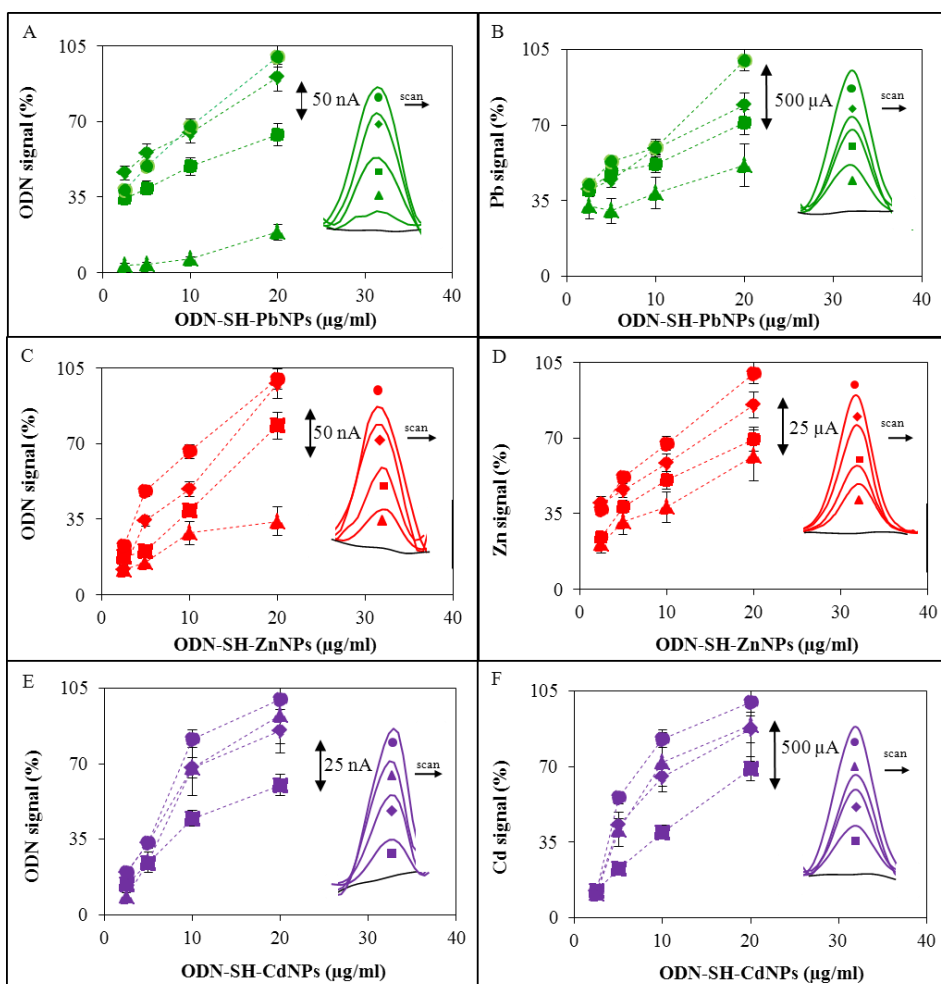 A
105
70
35
0
ODN signal (%)
50 nA
scan
0
10
20
30
40
ODN-SH-PbNPs (µg/ml)
B
105
70
35
0
Pb signal (%)
500 µA
scan
0
10
20
30
40
ODN-SH-PbNPs (µg/ml)
C
105
70
35
0
ODN signal (%)
50 nA
scan
0
10
20
30
40
ODN-SH-ZnNPs (µg/ml)
D
105
70
35
0
Zn signal (%)
25 µA
scan
0
10
20
30
40
ODN-SH-ZnNPs (µg/ml)
E
105
70
35
0
ODN signal (%)
25 nA
scan
0
10
20
30
40
ODN-SH-CdNPs (µg/ml)
F
105
70
35
0
Cd signal (%)
500 µA
scan
0
10
20
30
40
ODN-SH-CdNPs (µg/ml)